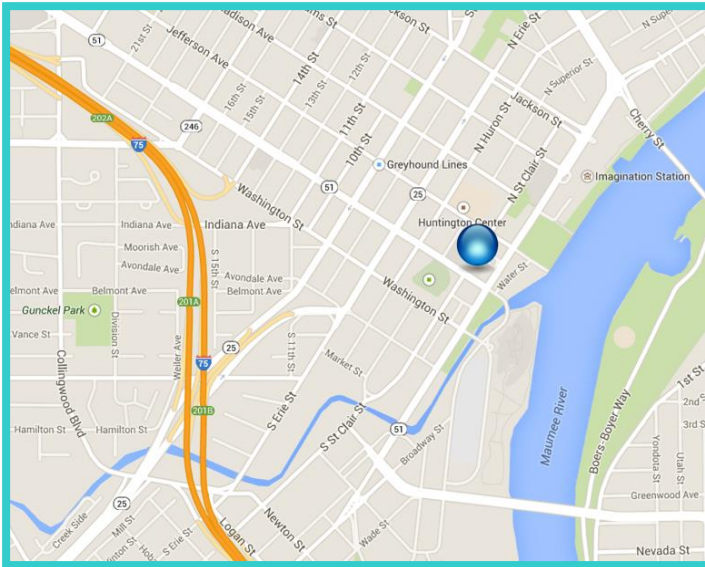 Madison Ave
Jackson St
N Erie St
N Superior St
51
21st St
Jefferson Ave
14th St
12th St
16th St
15th St
13th St
11th St
10th St
Jackson St
N Huron St
Cherry St
202A
246
75
Greyhound Lines
N St Clair St
Imagination Station
Washington St
51
25
Huntington Center
Indiana Ave
Indiana Ave
Indiana Ave
Moorish Ave
Avondale Ave
S 15th St
Avondale Ave
Belmont Ave
Belmont Ave
Belmont Ave
Water St
Washington St
201A
Gunckel Park
Vance St
Division St
Weiler Ave
25
S 11th St
Market St
75
Collingwood Blvd
1st St
2nd S
3rd S
Maumee River
Boers-Boyer Way
201B
S Erie St
S St Clair St
51
Broadway St
Hamilton St
Hamilton St
Yondota St
Utah St
Greenwood Ave
25
Creek Side
Mill St
S Erie St
Logan St
Newton St
Wade St
Nevada St